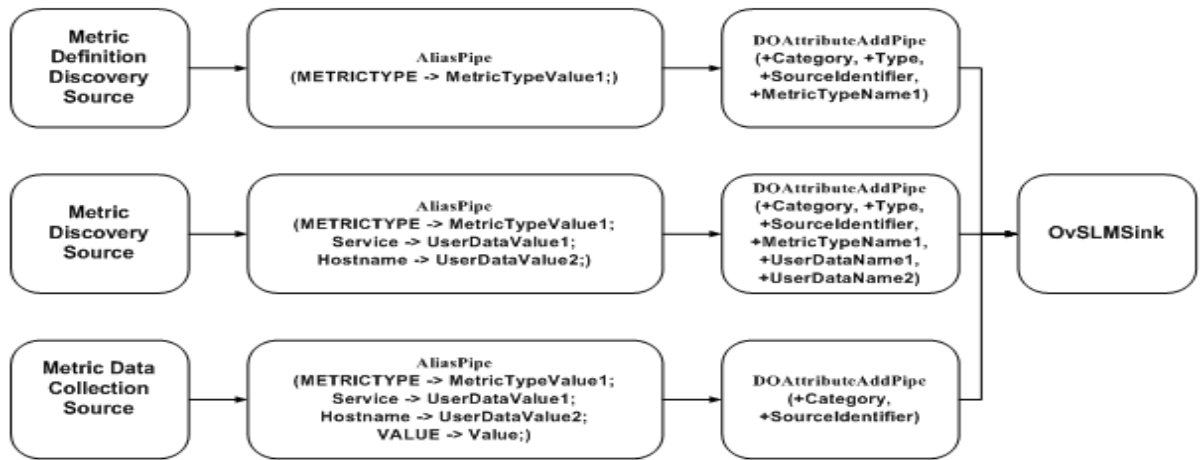 Metric
Definition
Discovery
Source
AliasPipe
(METRICTYPE -> MetricTypeValue1;)
DOAttributeAddPipe
(+Category, +Type,
+SourceIdentifier,
+MetricTypeName1)
Metric
Discovery
Source
AliasPipe
(METRICTYPE -> MetricTypeValue1;
Service -> UserDataValue1;
Hostname -> UserDataValue2;)
DOAttributeAddPipe
(+Category, +Type,
+SourceIdentifier,
+MetricTypeName1,
+UserDataName1,
+UserDataName2)
OvSLMSink
Metric Data
Collection
Source
AliasPipe
(METRICTYPE -> MetricTypeValue1;
Service -> UserDataValue1;
Hostname -> UserDataValue2;
VALUE -> Value;)
DOAttributeAddPipe
(+Category,
+SourceIdentifier)